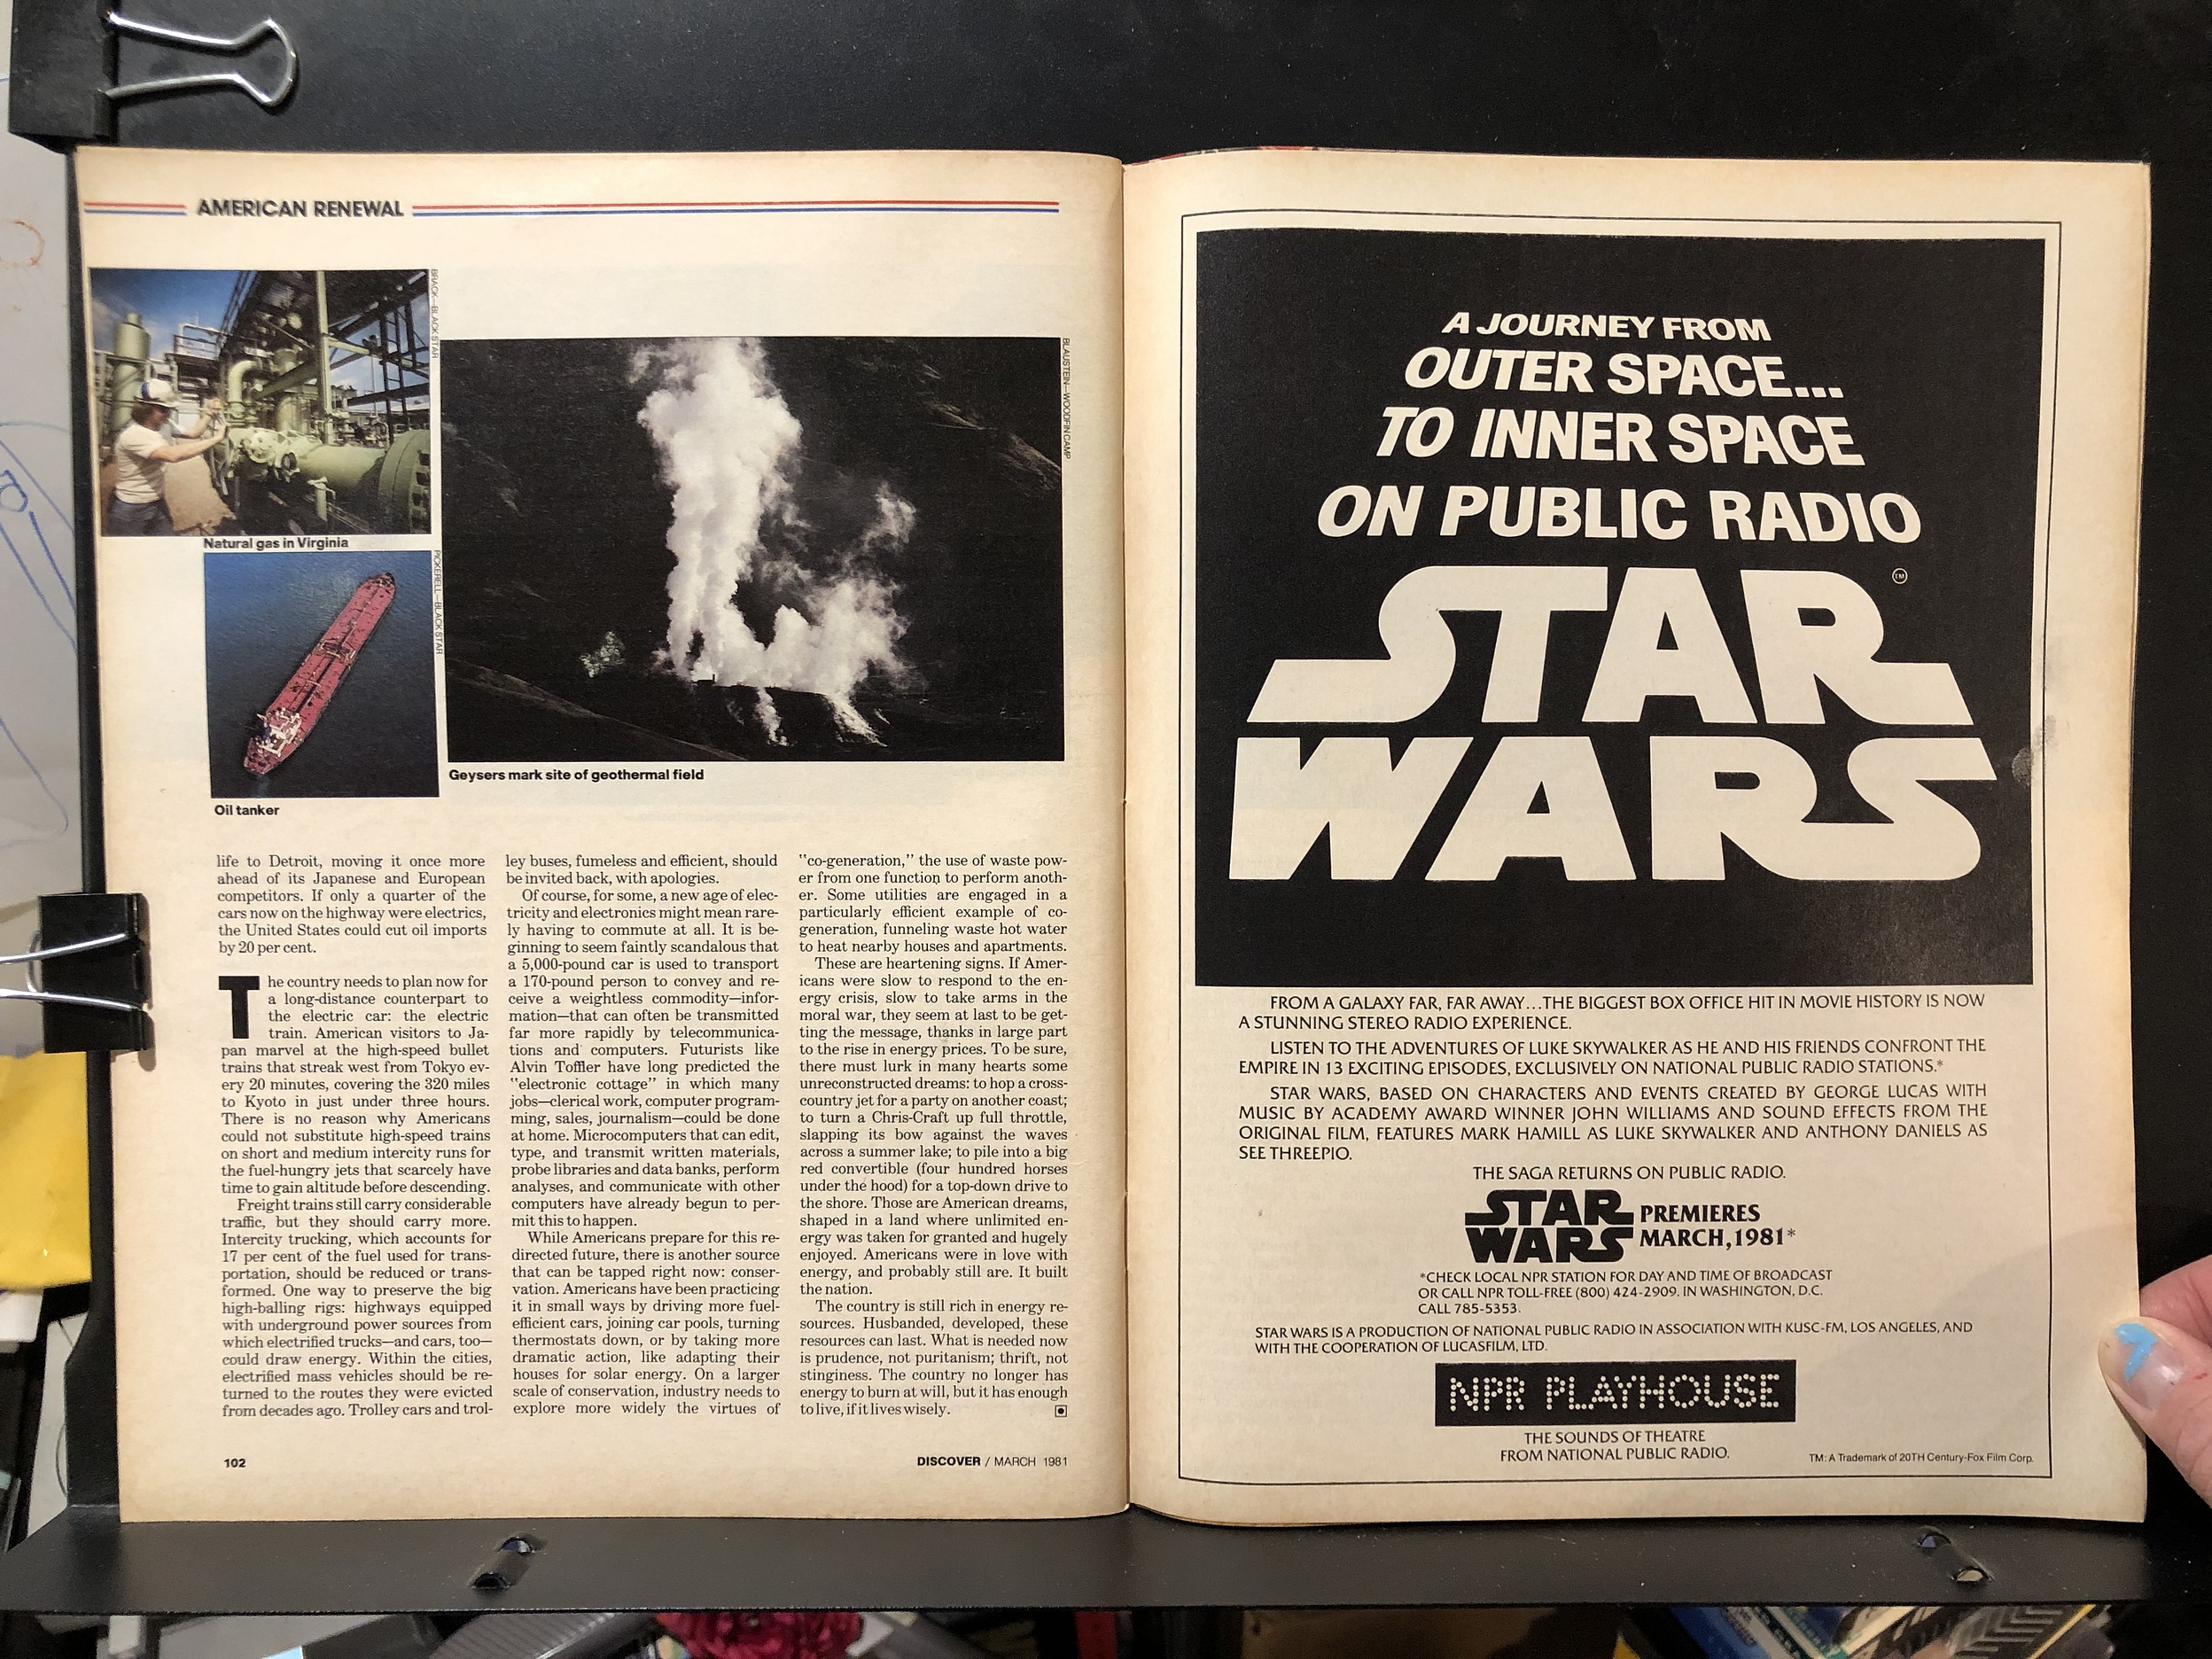 AMERICAN RENEWAL
BRACK—BLACK STAR
Natural gas in Virginia
PICKERELL—BLACK STAR
Oil tanker
BLAUSTEIN—WOODFIN CAMP
Geysers mark site of geothermal field
life to Detroit, moving it once more
ahead of its Japanese and European
competitors. If only a quarter of the
cars now on the highway were electrics,
the United States could cut oil imports
by 20 per cent.
The country needs to plan now for
a long-distance counterpart to
the electric car: the electric
train. American visitors to Ja-
pan marvel at the high-speed bullet
trains that streak west from Tokyo ev-
ery 20 minutes, covering the 320 miles
to Kyoto in just under three hours.
There is no reason why Americans
could not substitute high-speed trains
on short and medium intercity runs for
the fuel-hungry jets that scarcely have
time to gain altitude before descending.
Freight trains still carry considerable
traffic, but they should carry more.
Intercity trucking, which accounts for
17 per cent of the fuel used for trans-
portation, should be reduced or trans-
formed. One way to preserve the big
high-balling rigs: highways equipped
with underground power sources from
which electrified trucks—and cars, too—
could draw energy. Within the cities,
electrified mass vehicles should be re-
turned to the routes they were evicted
from decades ago. Trolley cars and trol-
ley buses, fumeless and efficient, should
be invited back, with apologies.
Of course, for some, a new age of elec-
tricity and electronics might mean rare-
ly having to commute at all. It is be-
ginning to seem faintly scandalous that
a 5,000-pound car is used to transport
a 170-pound person to convey and re-
ceive a weightless commodity—infor-
mation—that can often be transmitted
far more rapidly by telecommunica-
tions and computers. Futurists like
Alvin Toffler have long predicted the
"electronic cottage" in which many
jobs—clerical work, computer program-
ming, sales, journalism—could be done
at home. Microcomputers that can edit,
type, and transmit written materials,
probe libraries and data banks, perform
analyses, and communicate with other
computers have already begun to per-
mit this to happen.
While Americans prepare for this re-
directed future, there is another source
that can be tapped right now: conser-
vation. Americans have been practicing
it in small ways by driving more fuel-
efficient cars, joining car pools, turning
thermostats down, or by taking more
dramatic action, like adapting their
houses for solar energy. On a larger
scale of conservation, industry needs to
explore more widely the virtues of
"co-generation," the use of waste pow-
er from one function to perform anoth-
er. Some utilities are engaged in a
particularly efficient example of co-
generation, funneling waste hot water
to heat nearby houses and apartments.
These are heartening signs. If Amer-
icans were slow to respond to the en-
ergy crisis, slow to take arms in the
moral war, they seem at last to be get-
ting the message, thanks in large part
to the rise in energy prices. To be sure,
there must lurk in many hearts some
unreconstructed dreams: to hop a cross-
country jet for a party on another coast;
to turn a Chris-Craft up full throttle,
slapping its bow against the waves
across a summer lake; to pile into a big
red convertible (four hundred horses
under the hood) for a top-down drive to
the shore. Those are American dreams,
shaped in a land where unlimited en-
ergy was taken for granted and hugely
enjoyed. Americans were in love with
energy, and probably still are. It built
the nation.
The country is still rich in energy re-
sources. Husbanded, developed, these
resources can last. What is needed now
is prudence, not puritanism; thrift, not
stinginess. The country no longer has
energy to burn at will, but it has enough
to live, if it lives wisely.
102
DISCOVER / MARCH 1981
A JOURNEY FROM
OUTER SPACE...
TO INNER SPACE
ON PUBLIC RADIO
STAR TM
WARS
FROM A GALAXY FAR, FAR AWAY...THE BIGGEST BOX OFFICE HIT IN MOVIE HISTORY IS NOW
A STUNNING STEREO RADIO EXPERIENCE.
LISTEN TO THE ADVENTURES OF LUKE SKYWALKER AS HE AND HIS FRIENDS CONFRONT THE
EMPIRE IN 13 EXCITING EPISODES, EXCLUSIVELY ON NATIONAL PUBLIC RADIO STATIONS.*
STAR WARS, BASED ON CHARACTERS AND EVENTS CREATED BY GEORGE LUCAS WITH
MUSIC BY ACADEMY AWARD WINNER JOHN WILLIAMS AND SOUND EFFECTS FROM THE
ORIGINAL FILM, FEATURES MARK HAMILL AS LUKE SKYWALKER AND ANTHONY DANIELS AS
SEE THREEPIO.
THE SAGA RETURNS ON PUBLIC RADIO.
STAR
WARS
PREMIERES
MARCH, 1981*
*CHECK LOCAL NPR STATION FOR DAY AND TIME OF BROADCAST
OR CALL NPR TOLL-FREE (800) 424-2909. IN WASHINGTON, D.C.
CALL 785-5353.
STAR WARS IS A PRODUCTION OF NATIONAL PUBLIC RADIO IN ASSOCIATION WITH KUSC-FM, LOS ANGELES, AND
WITH THE COOPERATION OF LUCASFILM, LTD.
NPR PLAYHOUSE
THE SOUNDS OF THEATRE
FROM NATIONAL PUBLIC RADIO.
TM: A Trademark of 20TH Century-Fox Film Corp.